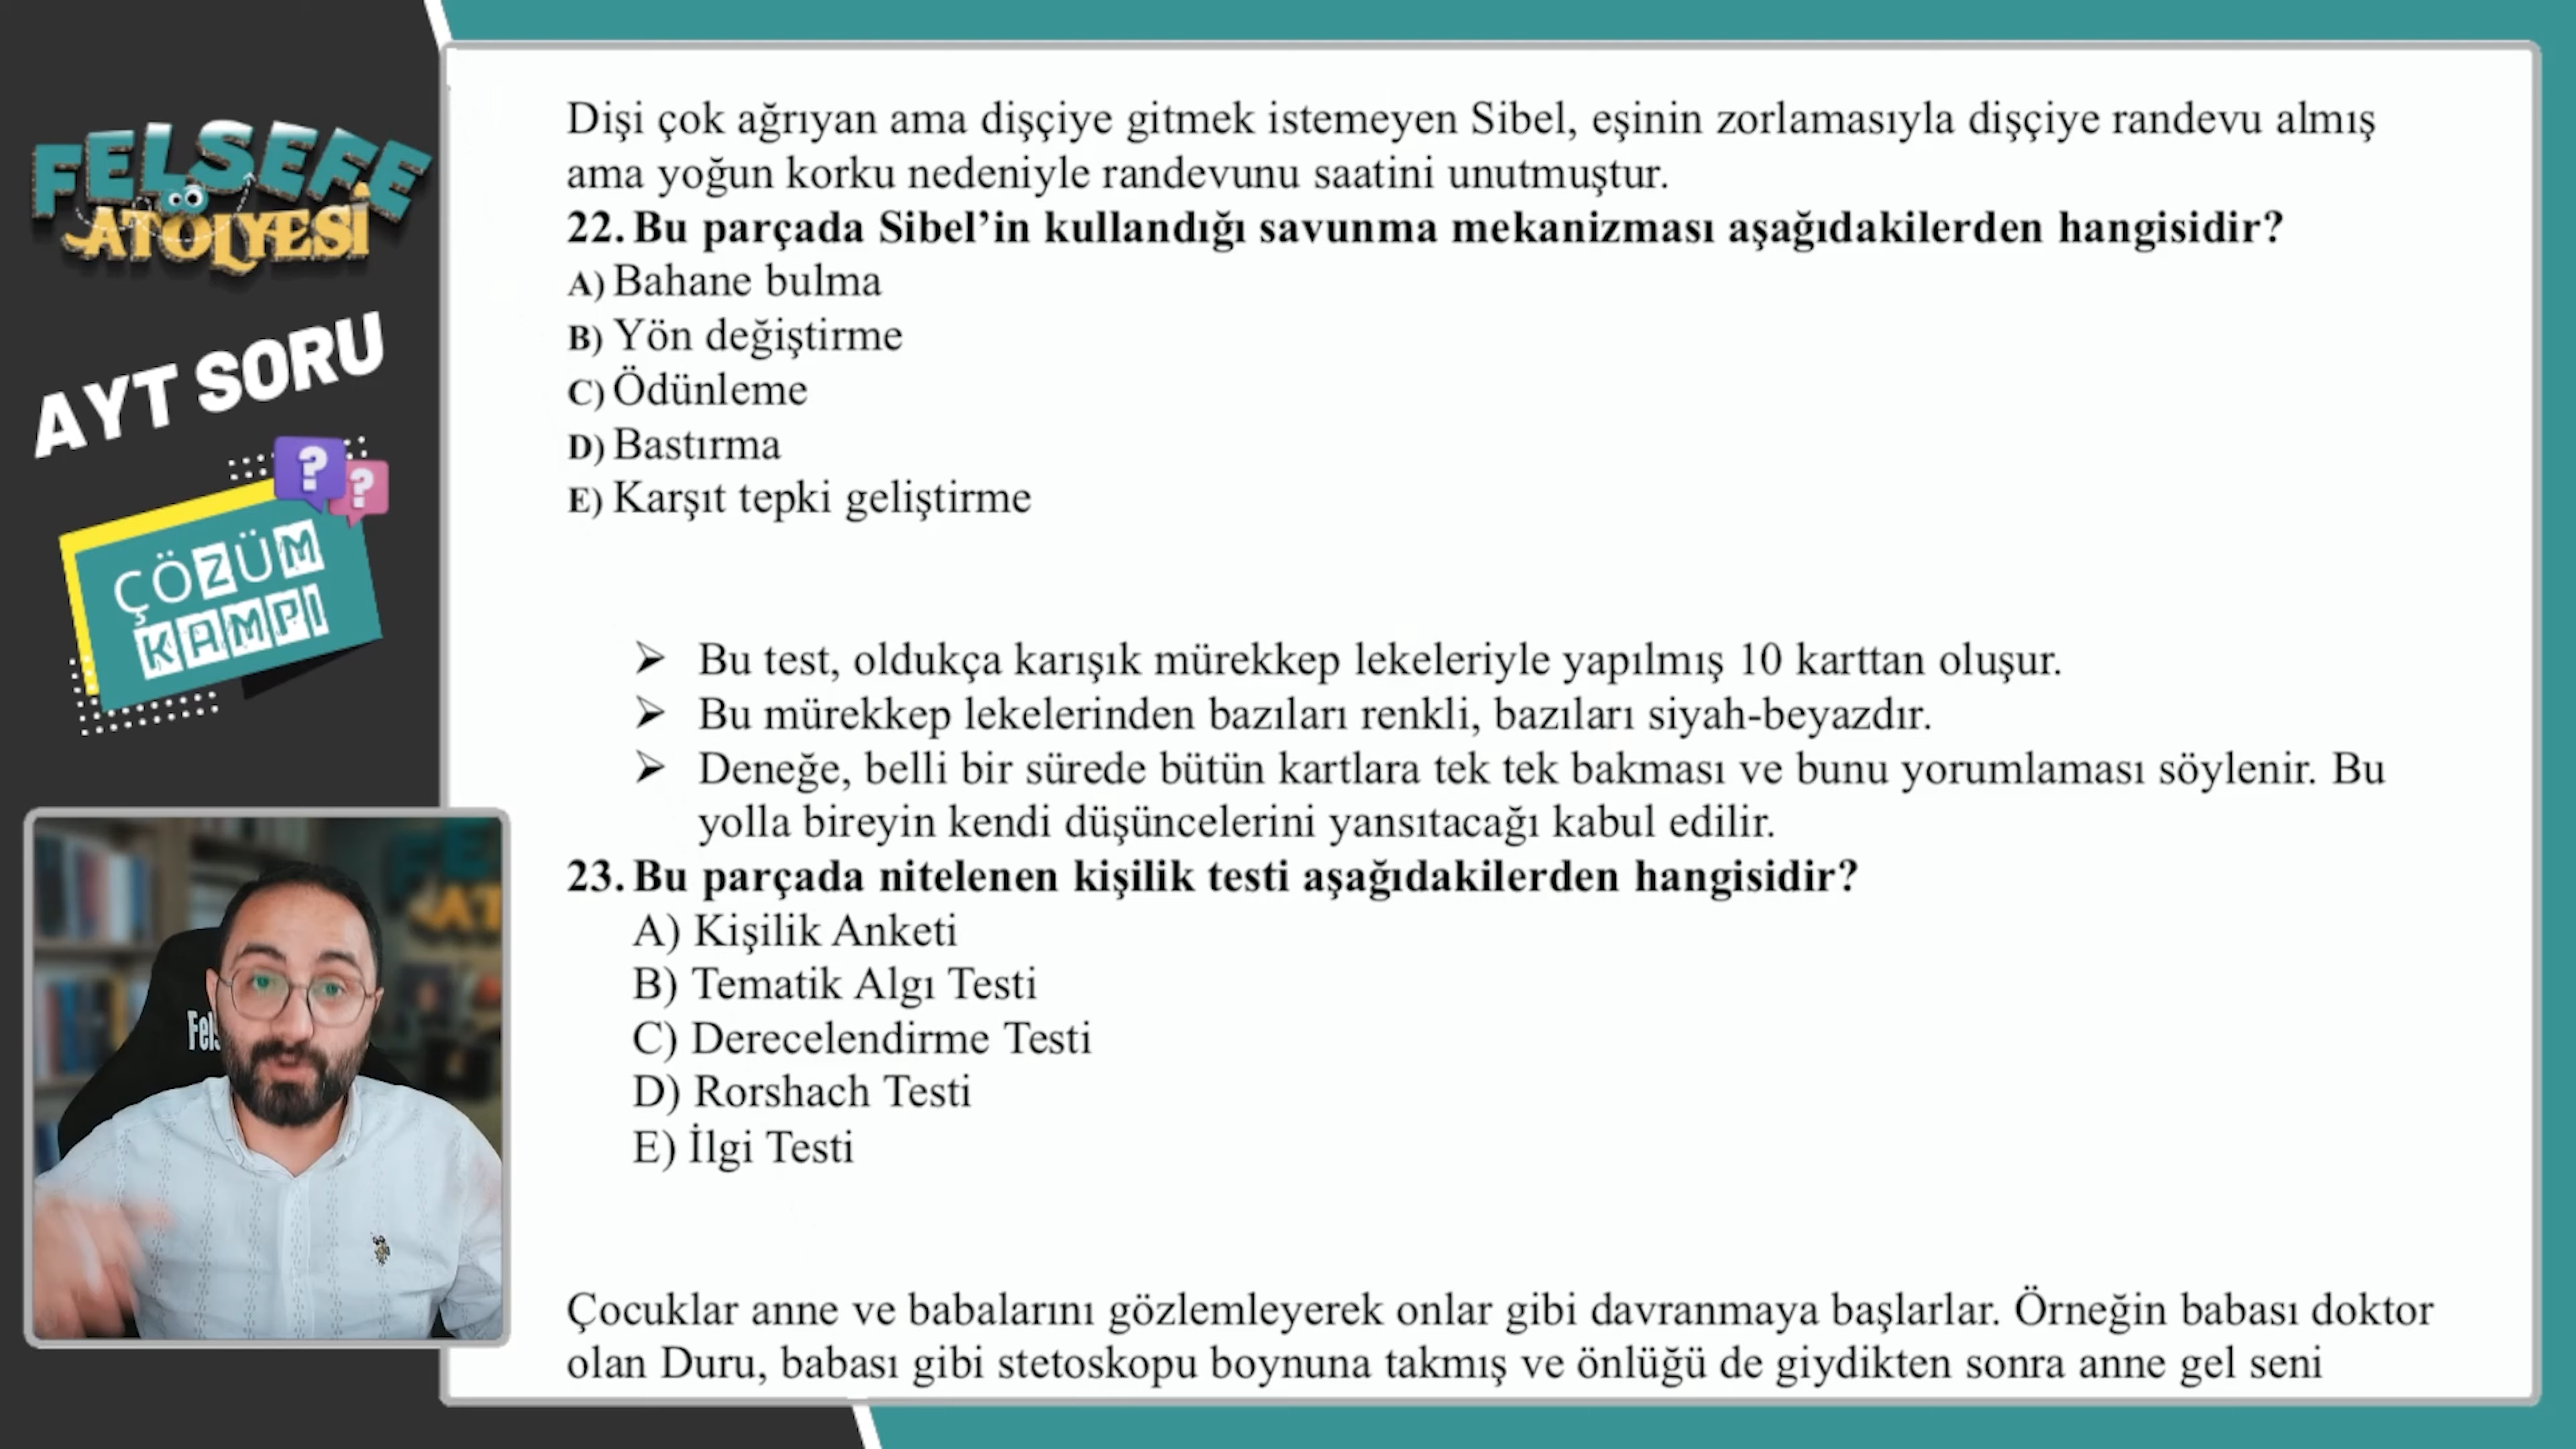 FELSEFE
ATÖLYESİ
AYT SORU
? ?
ÇÖZÜM
KAMPI
Dişi çok ağrıyan ama dişçiye gitmek istemeyen Sibel, eşinin zorlamasıyla dişçiye randevu almış
ama yoğun korku nedeniyle randevunu saatini unutmuştur.
22. Bu parçada Sibel’in kullandığı savunma mekanizması aşağıdakilerden hangisidir?
A) Bahane bulma
B) Yön değiştirme
C) Ödünleme
D) Bastırma
E) Karşıt tepki geliştirme
➢ Bu test, oldukça karışık mürekkep lekeleriyle yapılmış 10 karttan oluşur.
➢ Bu mürekkep lekelerinden bazıları renkli, bazıları siyah-beyazdır.
➢ Deneğe, belli bir sürede bütün kartlara tek tek bakması ve bunu yorumlaması söylenir. Bu
yolla bireyin kendi düşüncelerini yansıtacağı kabul edilir.
23. Bu parçada nitelenen kişilik testi aşağıdakilerden hangisidir?
A) Kişilik Anketi
B) Tematik Algı Testi
C) Derecelendirme Testi
D) Rorshach Testi
E) İlgi Testi
Çocuklar anne ve babalarını gözlemleyerek onlar gibi davranmaya başlarlar. Örneğin babası doktor
olan Duru, babası gibi stetoskopu boynuna takmış ve önlüğü de giydikten sonra anne gel seni